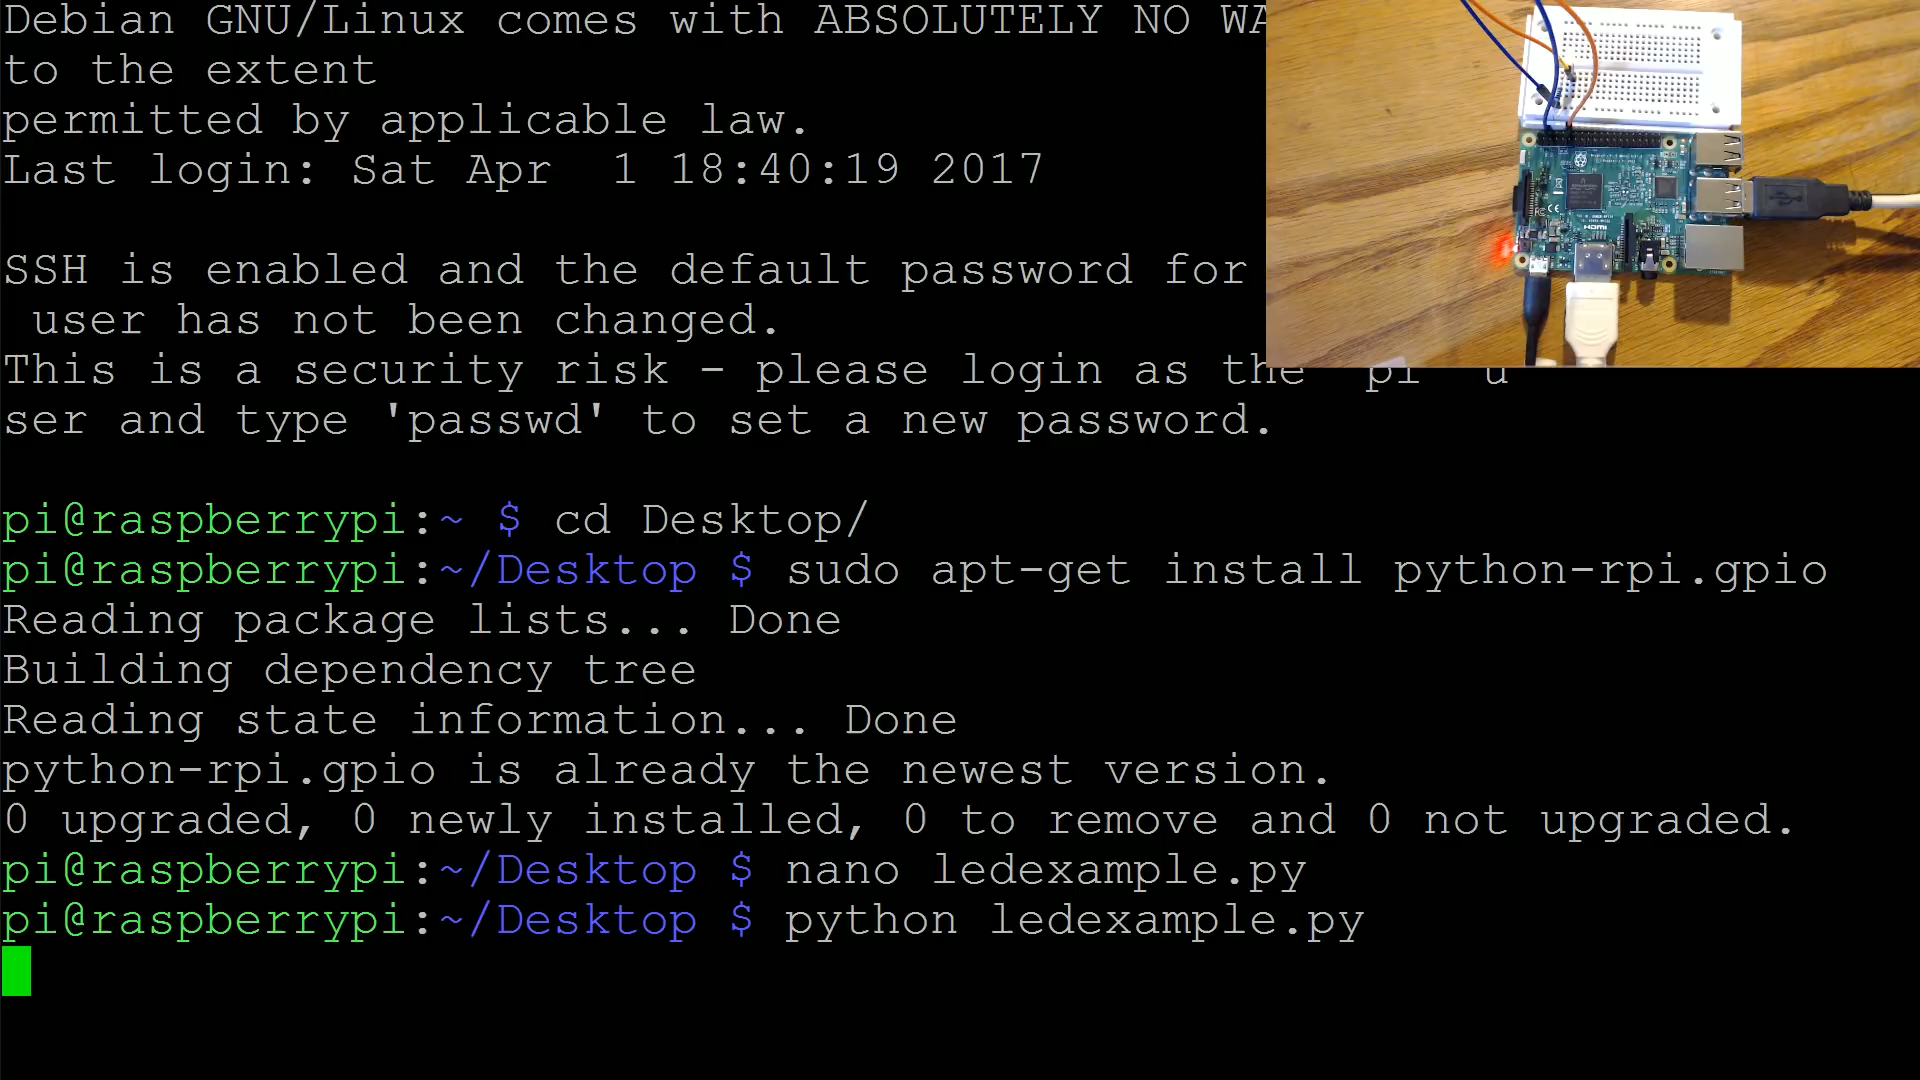 Debian GNU/Linux comes with ABSOLUTELY NO WA
to the extent
permitted by applicable law.
Last login: Sat Apr  1 18:40:19 2017
SSH is enabled and the default password for
user has not been changed.
This is a security risk - please login as the pi u
ser and type 'passwd' to set a new password.
pi@raspberrypi:~ $ cd Desktop/
pi@raspberrypi:~/Desktop $ sudo apt-get install python-rpi.gpio
Reading package lists... Done
Building dependency tree
Reading state information... Done
python-rpi.gpio is already the newest version.
0 upgraded, 0 newly installed, 0 to remove and 0 not upgraded.
pi@raspberrypi:~/Desktop $ nano ledexample.py
pi@raspberrypi:~/Desktop $ python ledexample.py
HDMI